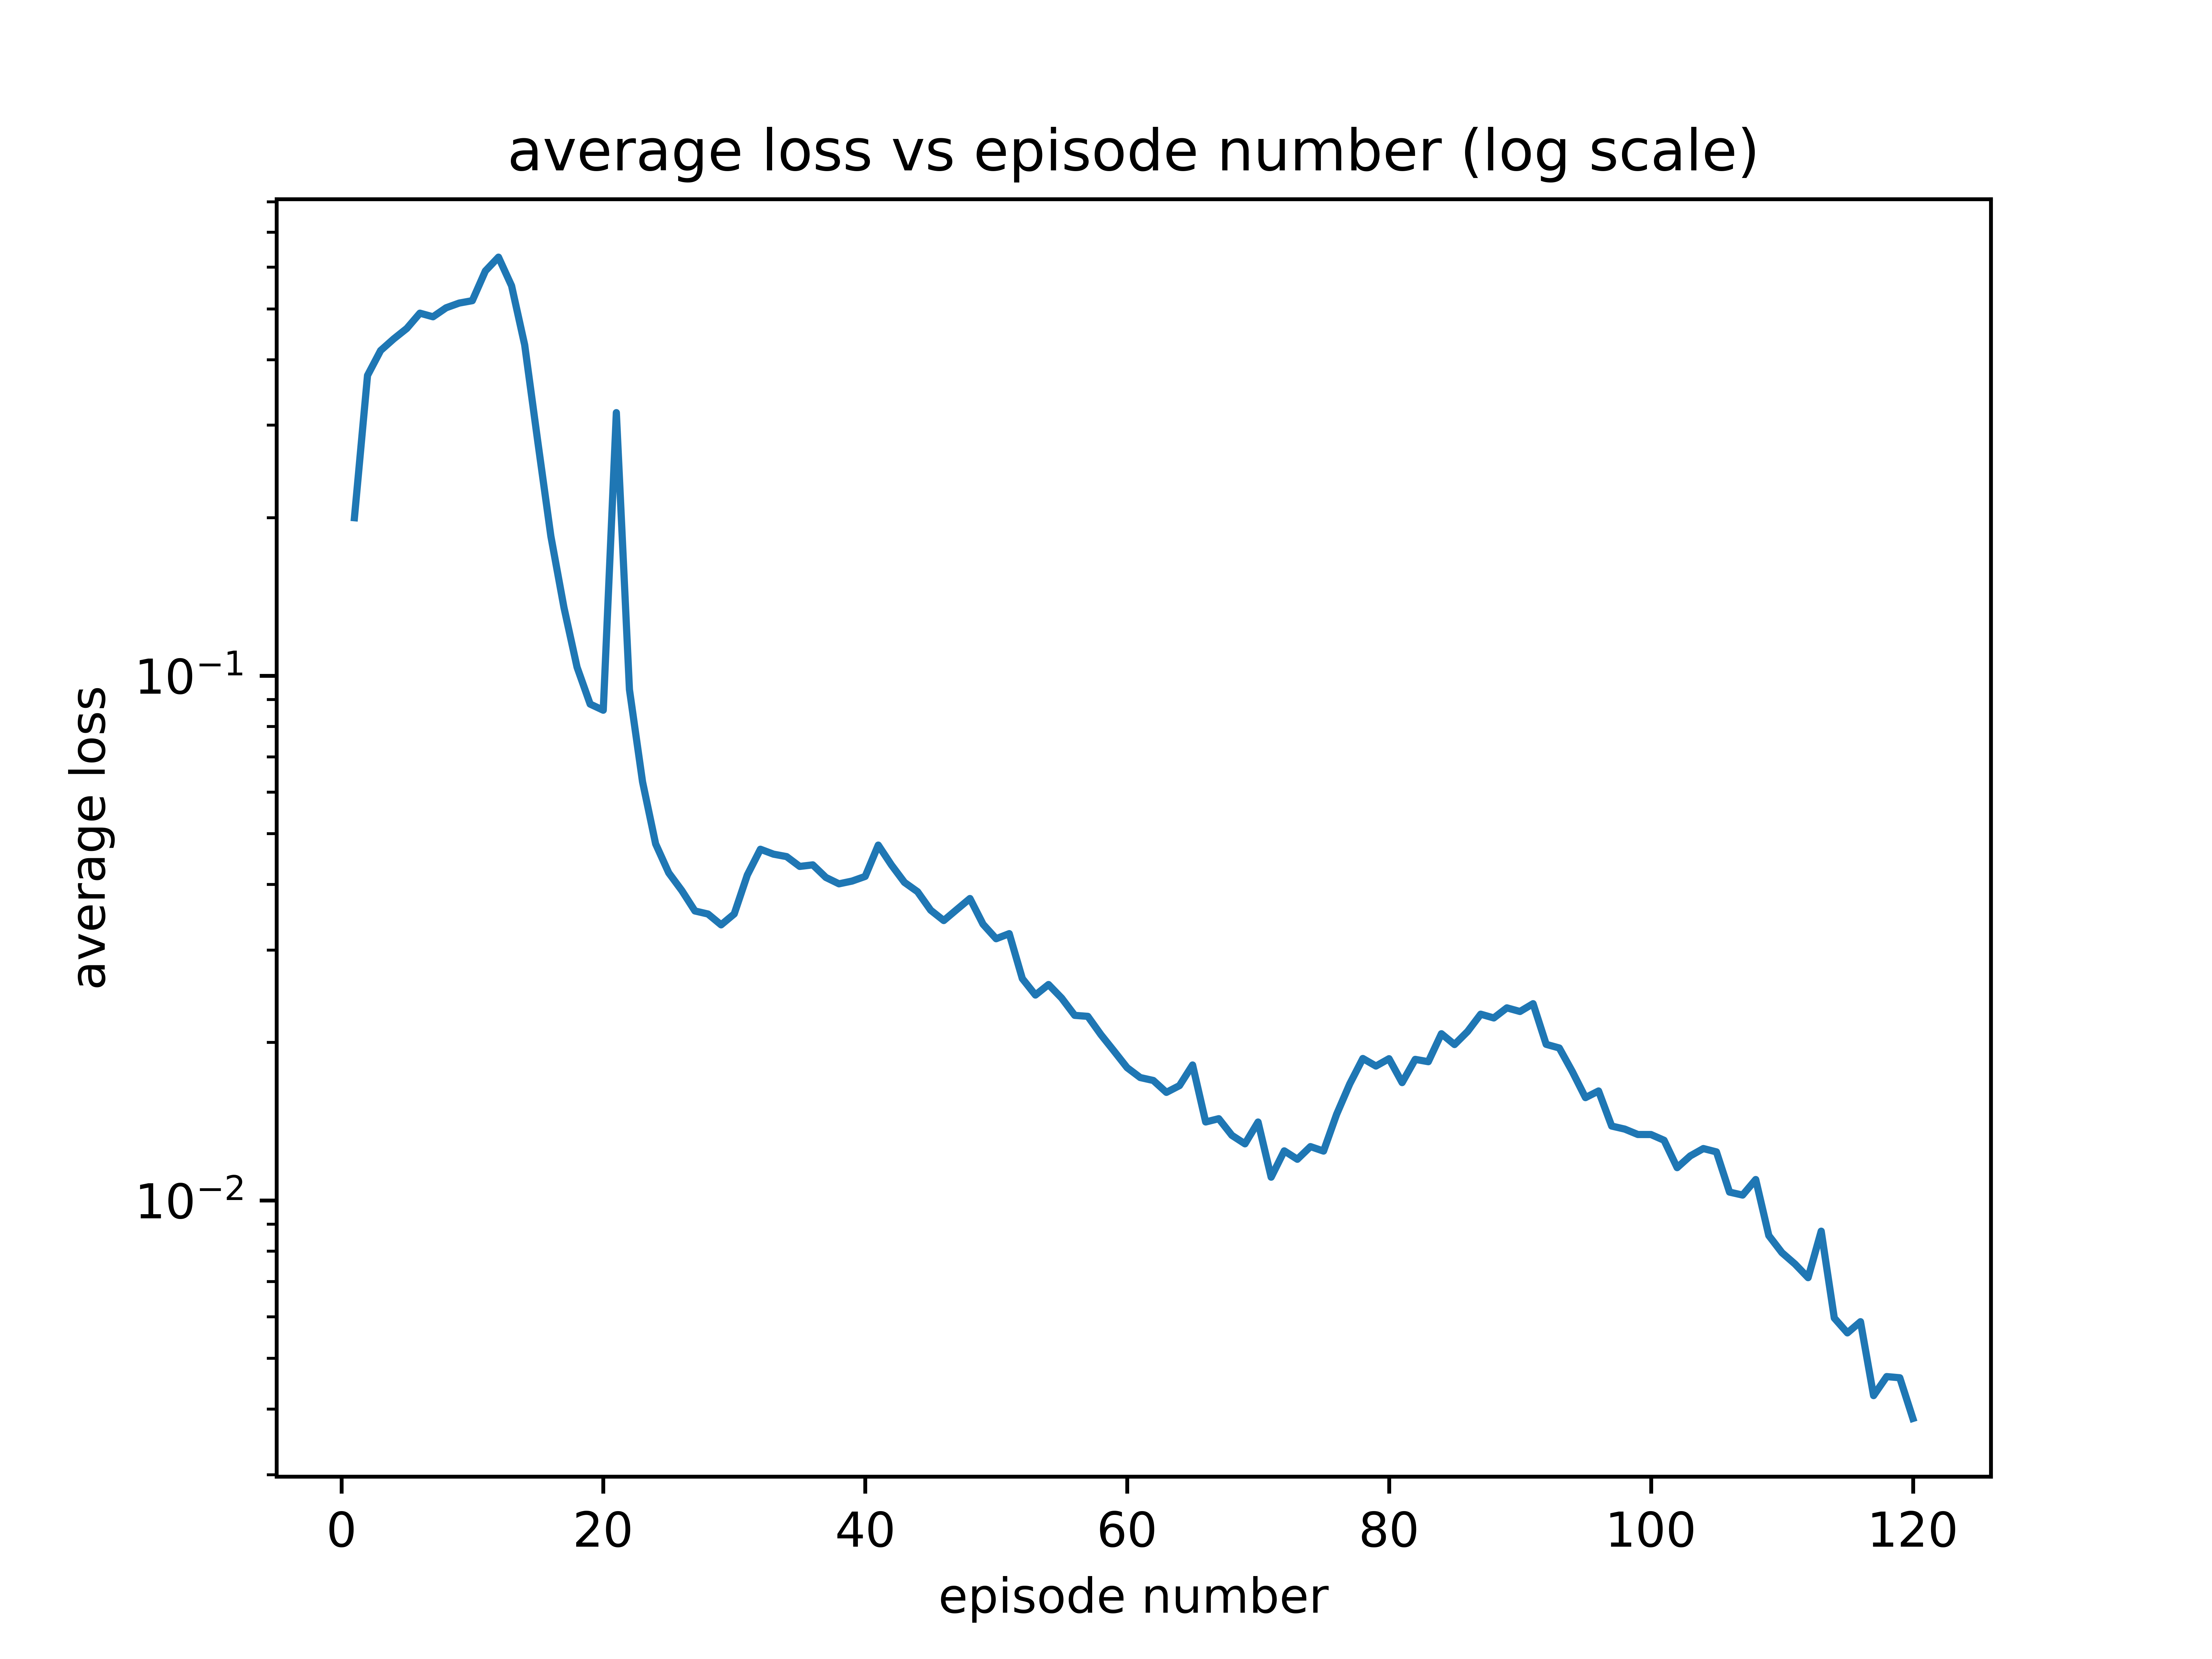 average loss vs episode number (log scale)
average loss
10⁻¹
10⁻²
0 20 40 60 80 100 120
episode number